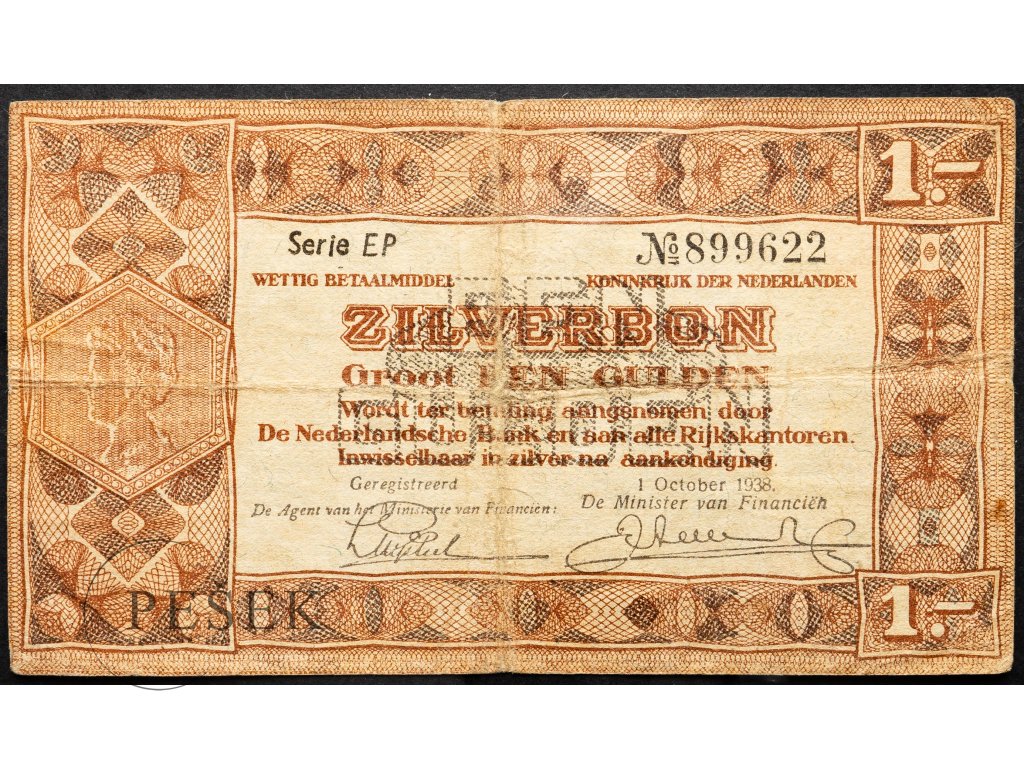 1.-
Serie EP № 899622
WETTIG BETAALMIDDEL KONINKRIJK DER NEDERLANDEN
ZILVERBON
Groot EEN GULDEN
Wordt ter betaling aangenomen door
De Nederlandsche Bank en aan alle Rijkskantoren.
Inwisselbaar in zilver na aankondiging.
Geregistreerd 1 October 1938.
De Agent van het Ministerie van Financiën: De Minister van Financiën
1.-
PEŠEK